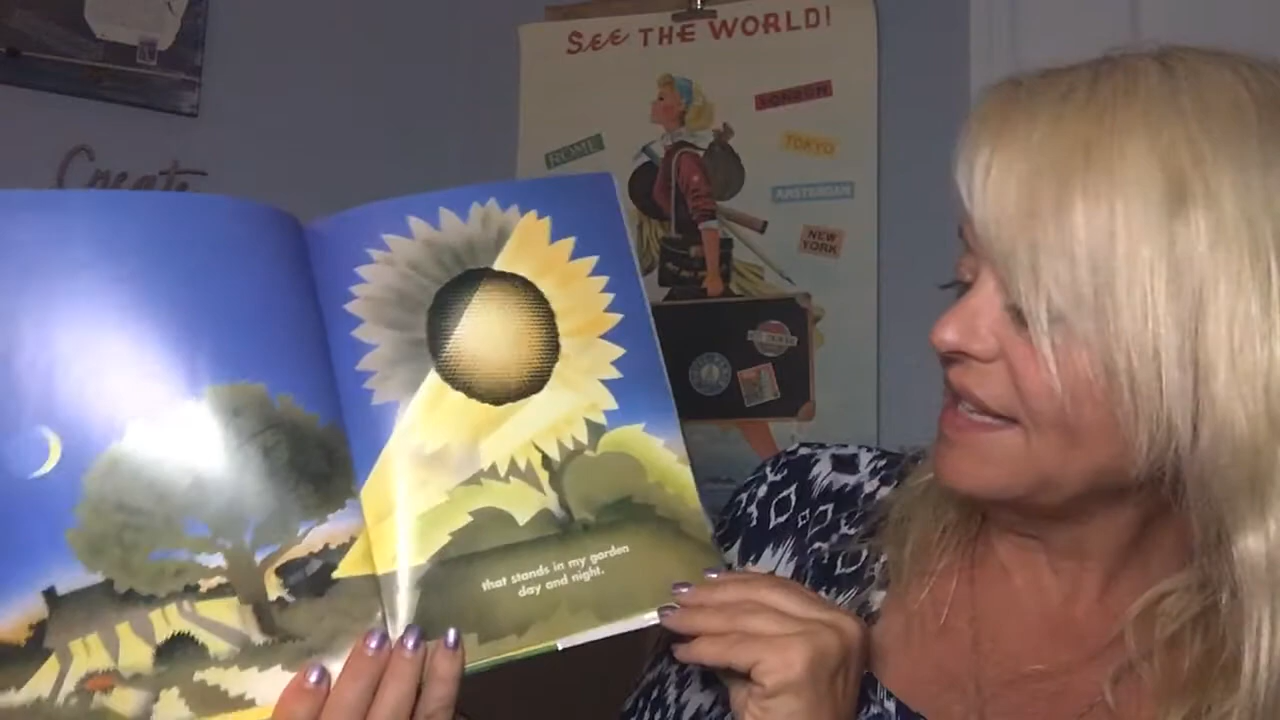 SEE THE WORLD!
LONDON
ROME
TOKYO
AMSTERDAM
NEW
YORK
Create
that stands in my garden
day and night.